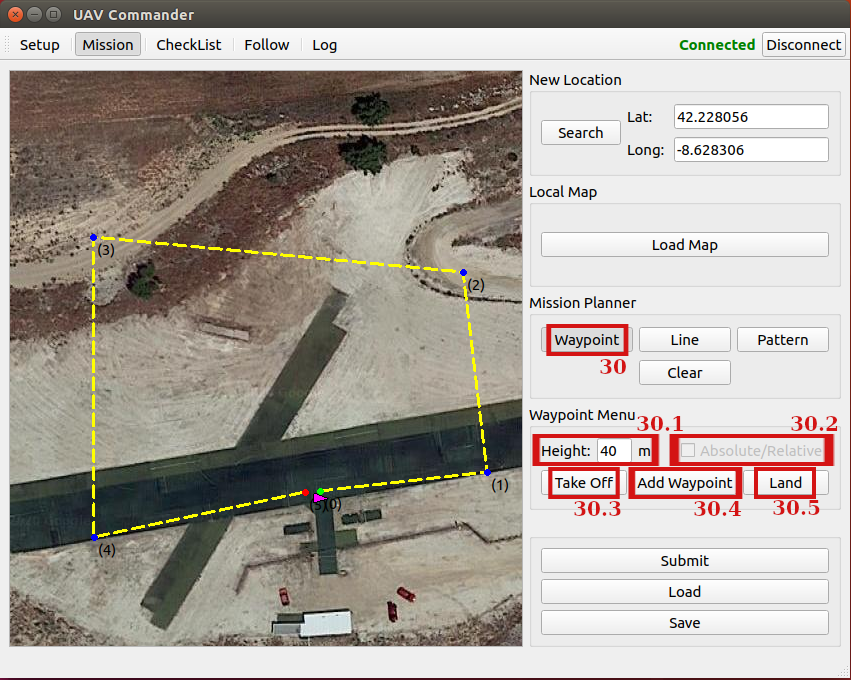 UAV Commander
Setup Mission CheckList Follow Log Connected Disconnect
New Location
Search Lat: 42.228056
Long: -8.628306
Local Map
Load Map
Mission Planner
Waypoint Line Pattern
30 Clear
Waypoint Menu
30.1 30.2
Height: 40 m Absolute/Relative
Take Off Add Waypoint Land
30.3 30.4 30.5
Submit
Load
Save
(3)
(2)
(1)
(5)(0)
(4)